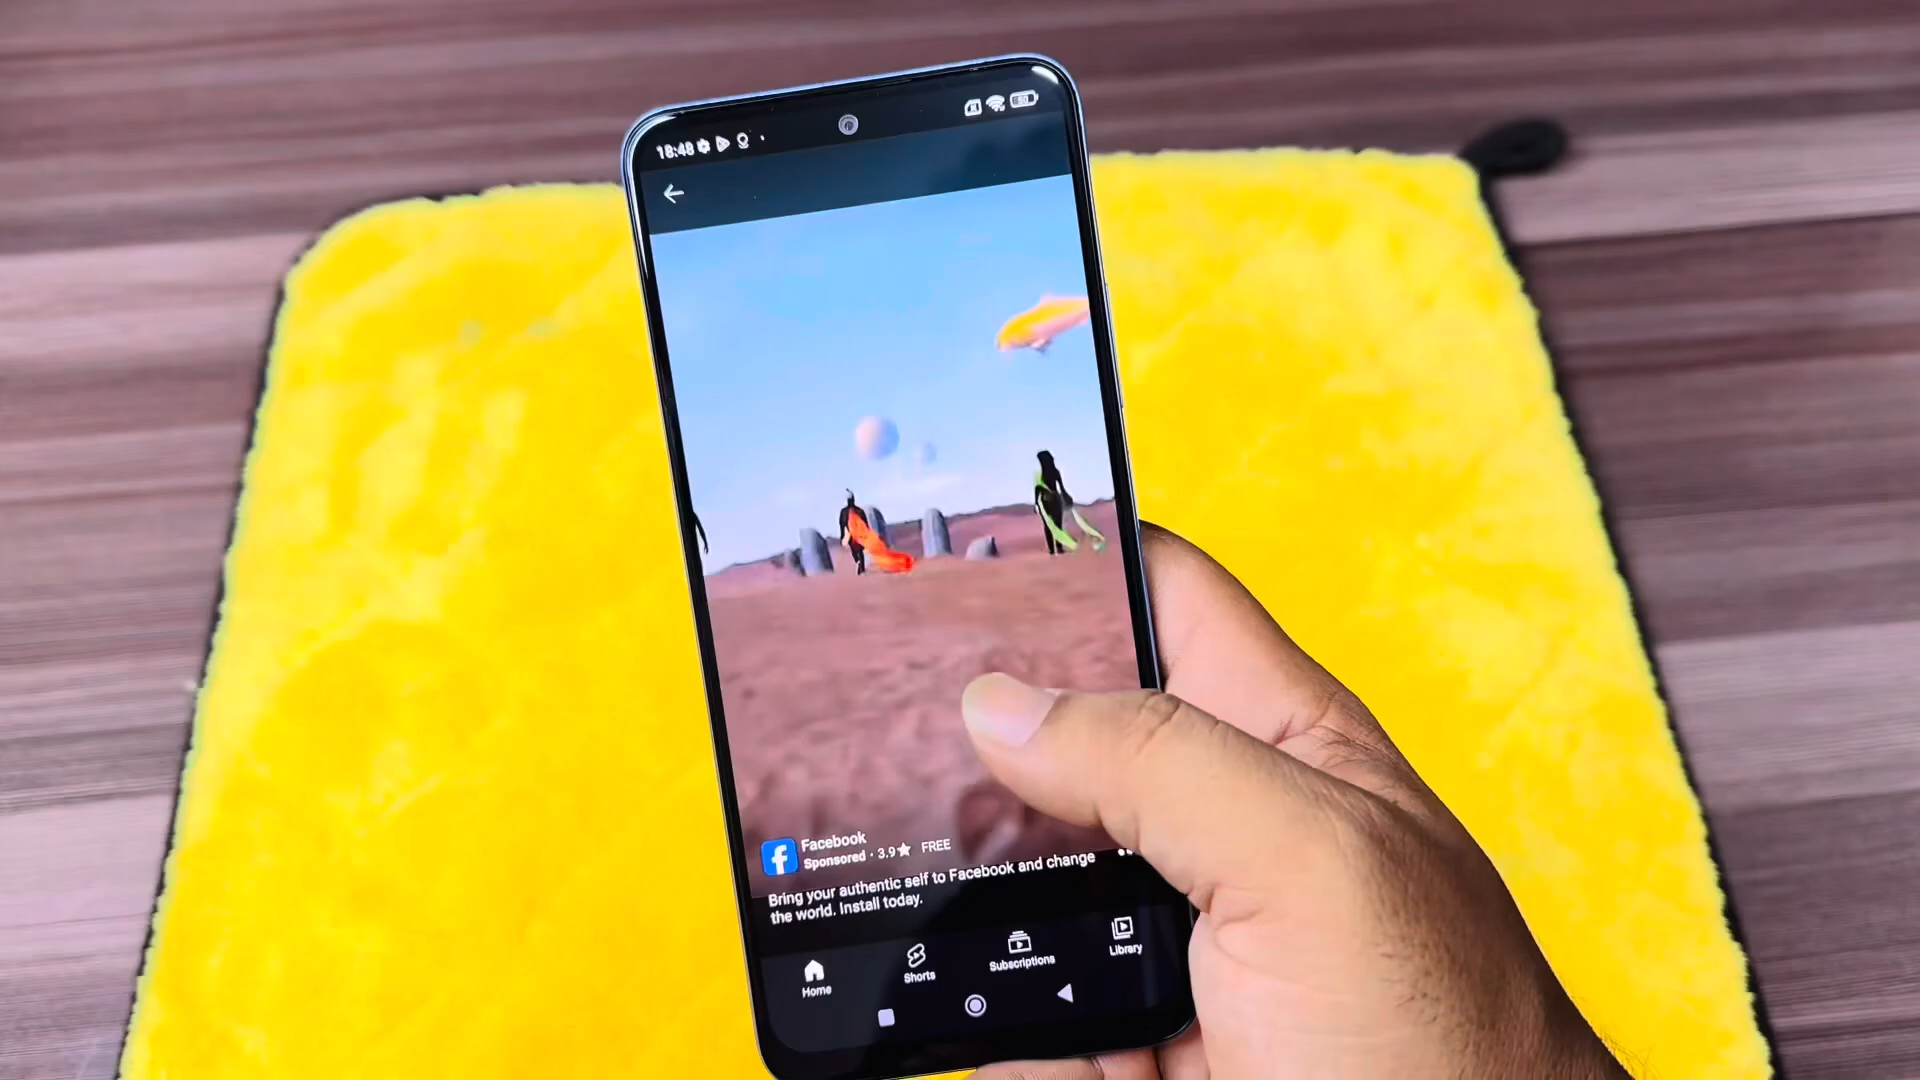 18:48
Facebook
Sponsored · 3.9★ FREE
Bring your authentic self to Facebook and change
the world. Install today.
Home
Shorts
Subscriptions
Library